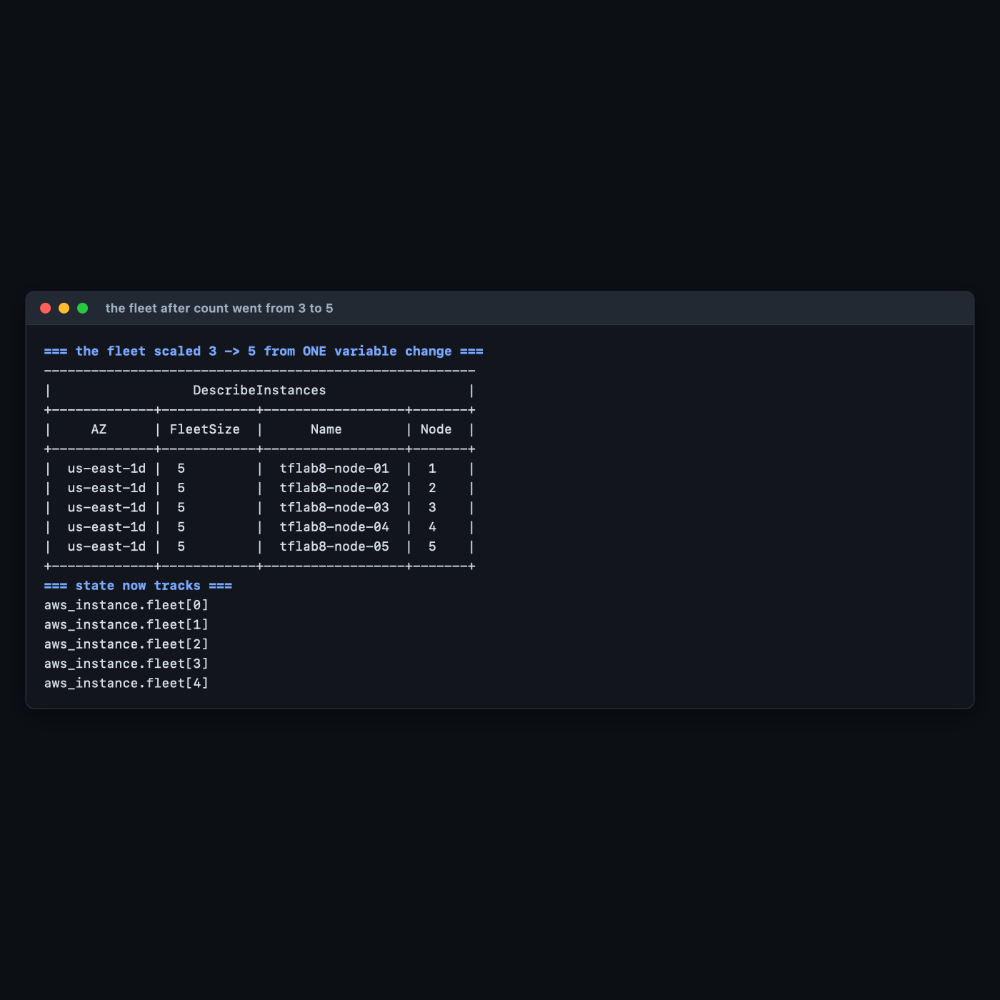 the fleet after count went from 3 to 5
=== the fleet scaled 3 -> 5 from ONE variable change ===
-------------------------------------------------------
|                  DescribeInstances                  |
+-------------+------------+------------------+-------+
|     AZ      | FleetSize  |      Name        | Node  |
+-------------+------------+------------------+-------+
|  us-east-1d |  5         |  tflab8-node-01  |  1    |
|  us-east-1d |  5         |  tflab8-node-02  |  2    |
|  us-east-1d |  5         |  tflab8-node-03  |  3    |
|  us-east-1d |  5         |  tflab8-node-04  |  4    |
|  us-east-1d |  5         |  tflab8-node-05  |  5    |
+-------------+------------+------------------+-------+
=== state now tracks ===
aws_instance.fleet[0]
aws_instance.fleet[1]
aws_instance.fleet[2]
aws_instance.fleet[3]
aws_instance.fleet[4]